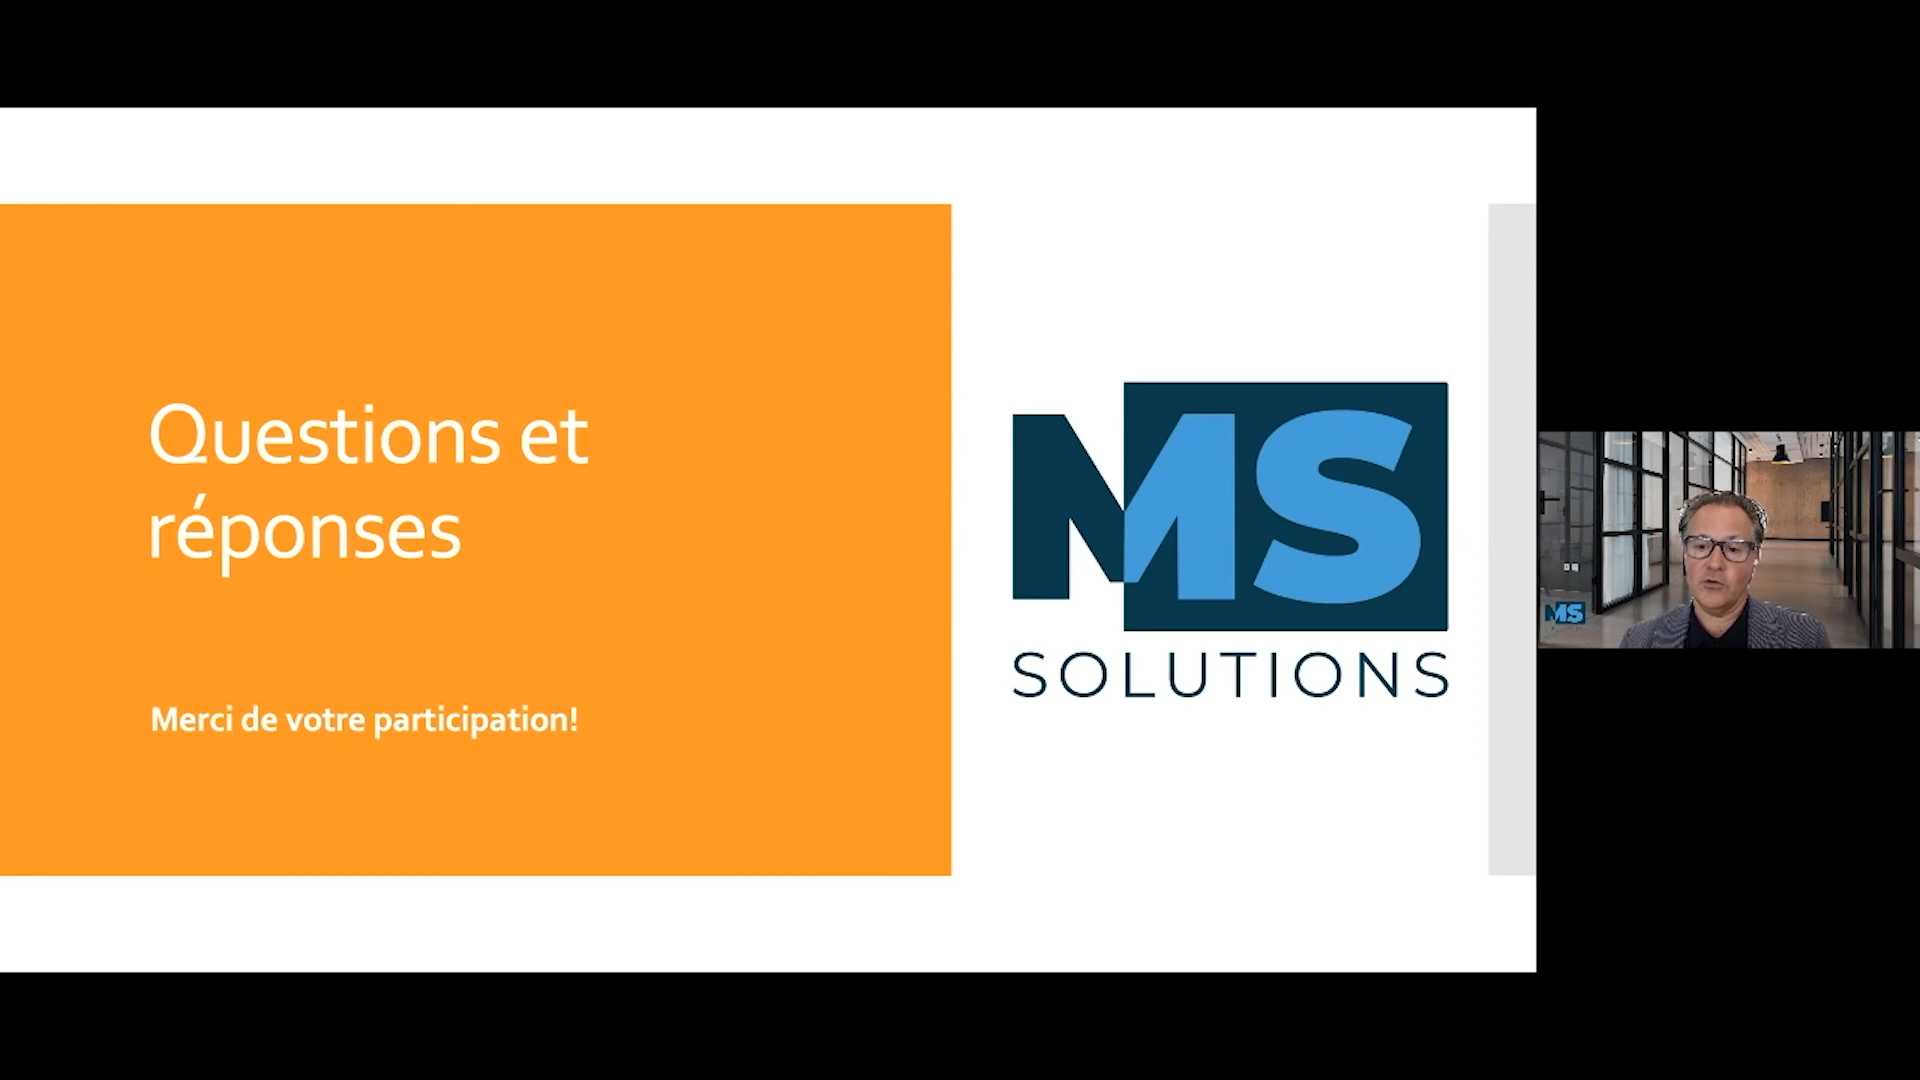 Questions et
réponses
Merci de votre participation!
MS
SOLUTIONS
MS